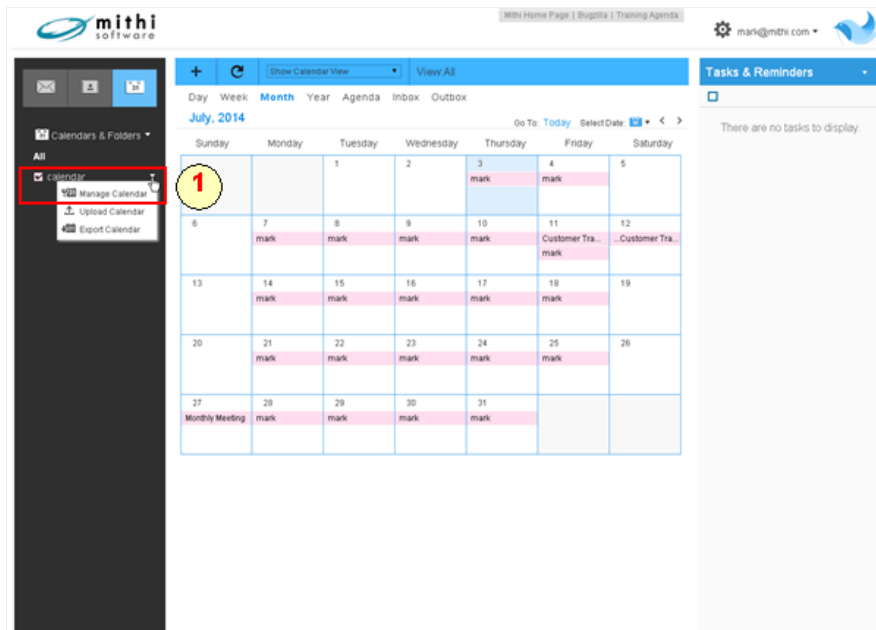 mithi
software
Mithi Home Page | Bugzilla | Training Agenda
mark@mithi.com
31
Show Calendar View
View:All
Tasks & Reminders
Day Week Month Year Agenda Inbox Outbox
July, 2014
Go To: Today Select Date:
There are no tasks to display.
Calendars & Folders
All
calendar
1
Manage Calendar
Upload Calendar
Export Calendar
Sunday Monday Tuesday Wednesday Thursday Friday Saturday
1 2 3 4 5
mark mark
6 7 8 9 10 11 12
mark mark mark mark Customer Tra... ...Customer Tra...
mark
13 14 15 16 17 18 19
mark mark mark mark mark
20 21 22 23 24 25 26
mark mark mark mark mark
27 28 29 30 31
Monthly Meeting mark mark mark mark